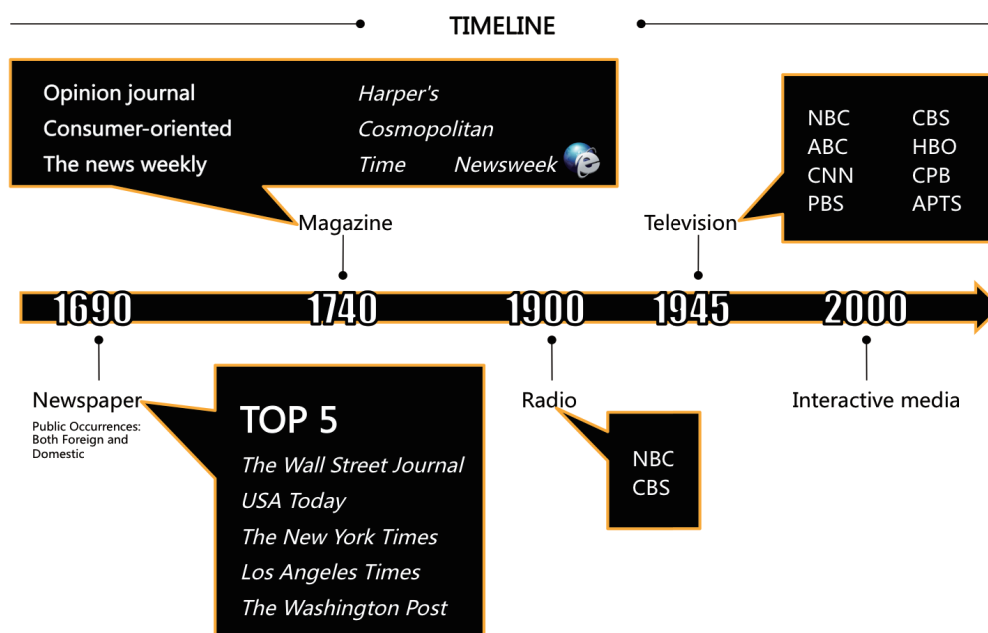 TIMELINE
Opinion journal Harper's
Consumer-oriented Cosmopolitan
The news weekly Time Newsweek
NBC CBS
ABC HBO
CNN CPB
PBS APTS
Magazine
Television
1690 1740 1900 1945 2000
Newspaper
Public Occurrences:
Both Foreign and
Domestic
TOP 5
The Wall Street Journal
USA Today
The New York Times
Los Angeles Times
The Washington Post
Radio
NBC
CBS
Interactive media